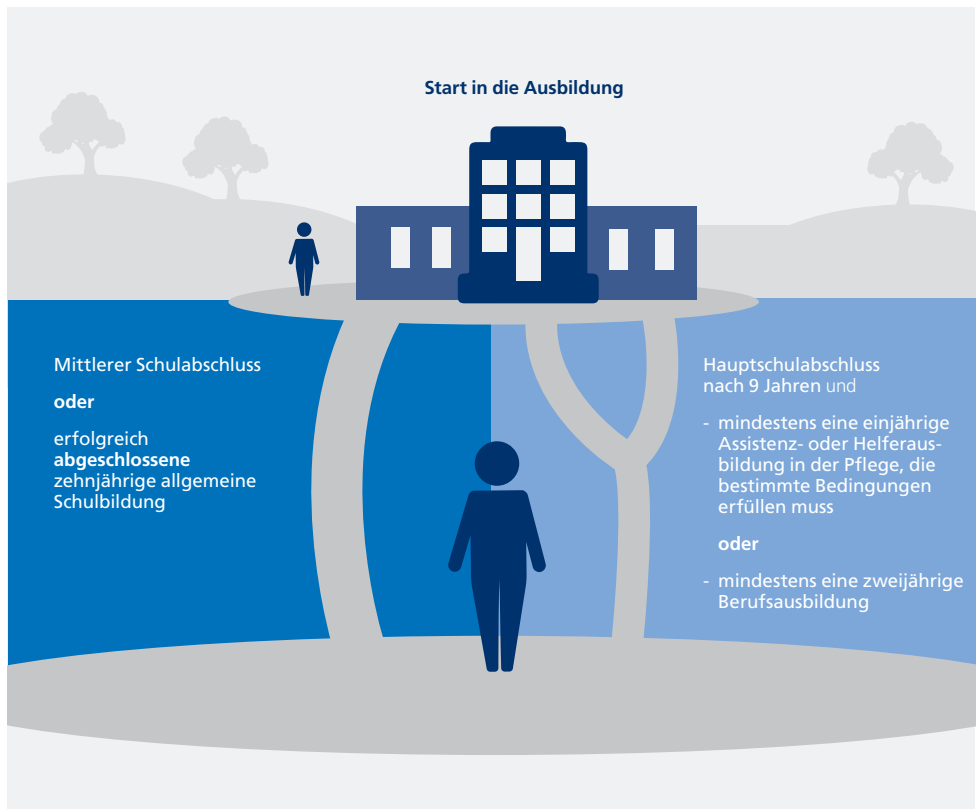 Start in die Ausbildung
Mittlerer Schulabschluss
oder
erfolgreich
abgeschlossene
zehnjährige allgemeine
Schulbildung
Hauptschulabschluss
nach 9 Jahren und
- mindestens eine einjährige
Assistenz- oder Helferaus-
bildung in der Pflege, die
bestimmte Bedingungen
erfüllen muss
oder
- mindestens eine zweijährige
Berufsausbildung